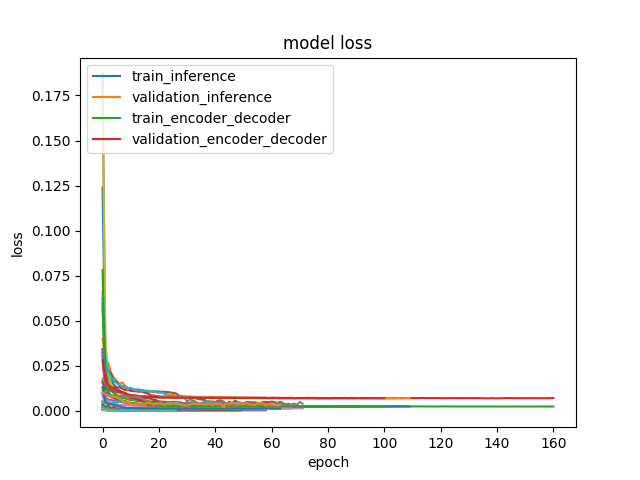 model loss
train_inference
validation_inference
train_encoder_decoder
validation_encoder_decoder
loss
0.175
0.150
0.125
0.100
0.075
0.050
0.025
0.000
0 20 40 60 80 100 120 140 160
epoch